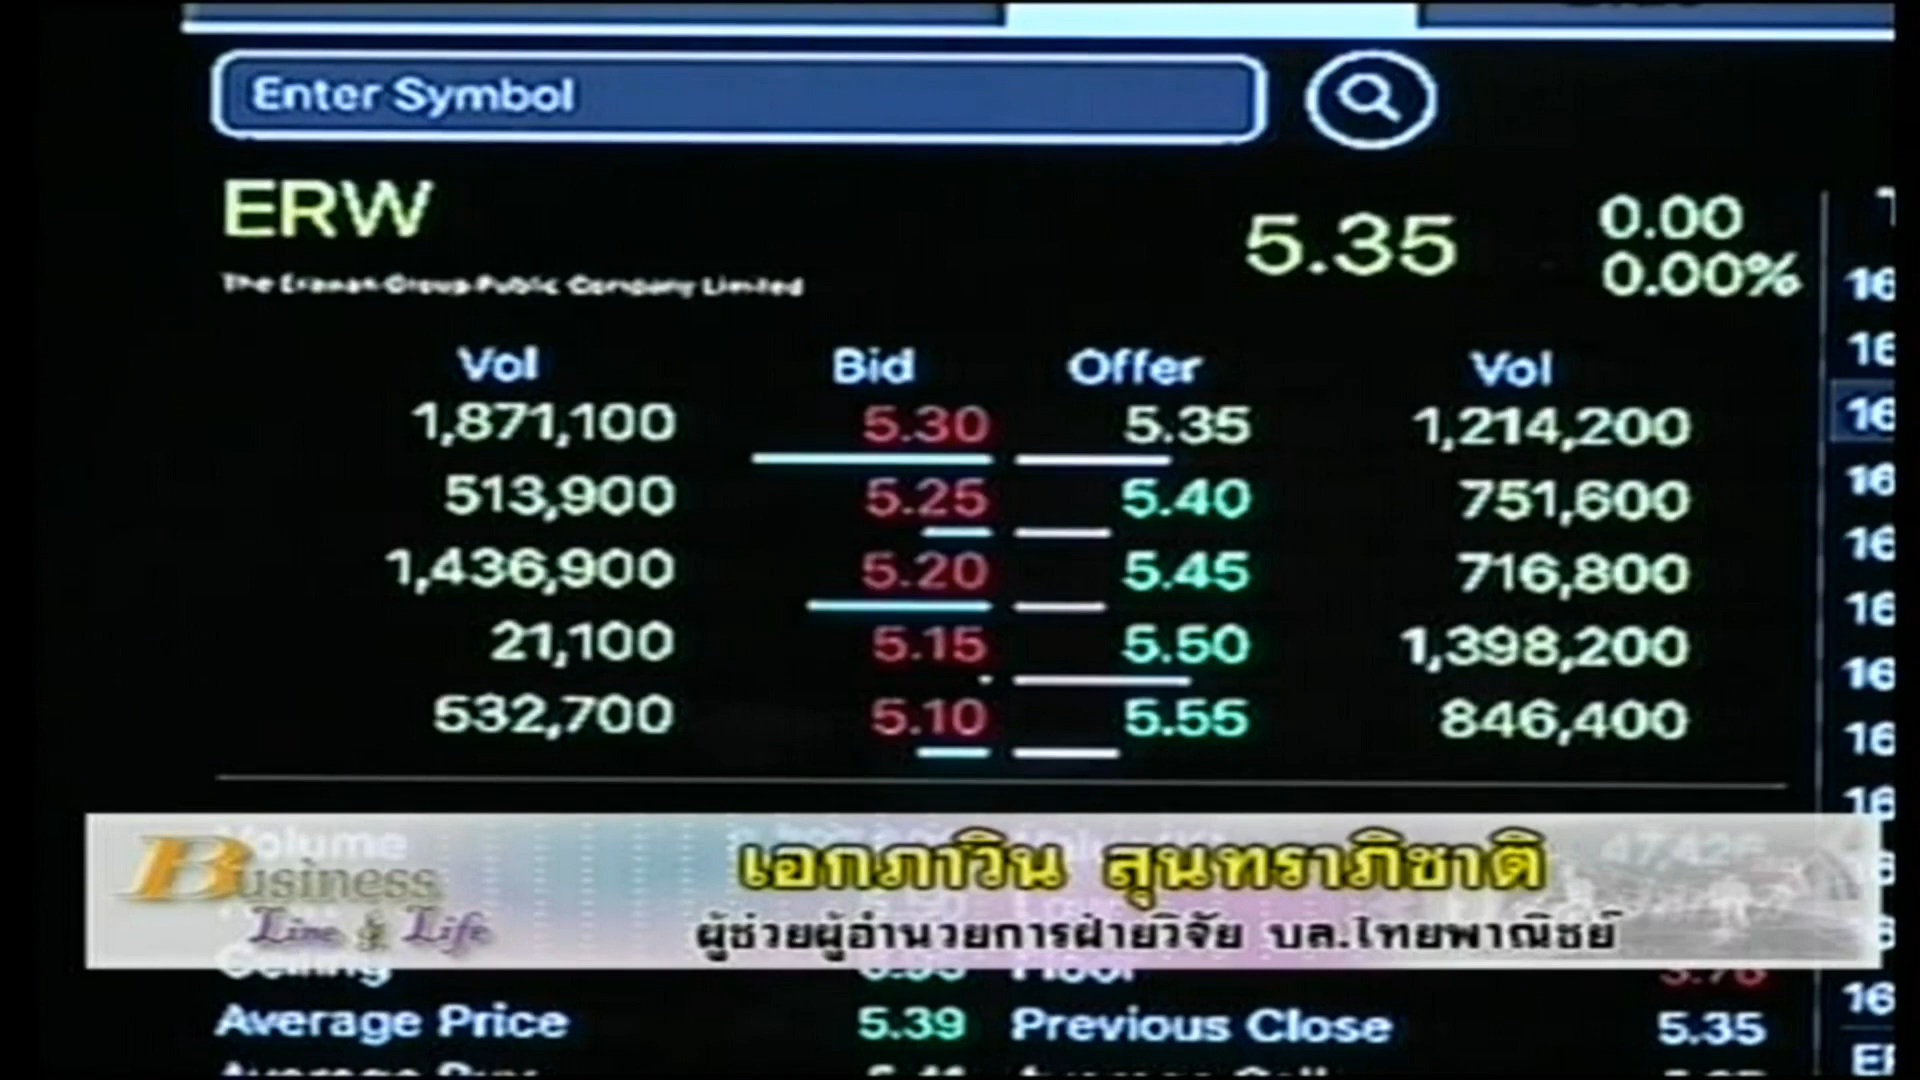 Enter Symbol
ERW 5.35 0.00
0.00%
The Erawan Group Public Company Limited
Vol Bid Offer Vol
1,871,100 5.30 5.35 1,214,200
513,900 5.25 5.40 751,600
1,436,900 5.20 5.45 716,800
21,100 5.15 5.50 1,398,200
532,700 5.10 5.55 846,400
Volume 47,426
Business
Line & Life
เอกภาวิน สุนทราภิชาติ
ผู้ช่วยผู้อำนวยการฝ่ายวิจัย บล.ไทยพาณิชย์
Ceiling Floor
Average Price 5.39 Previous Close 5.35